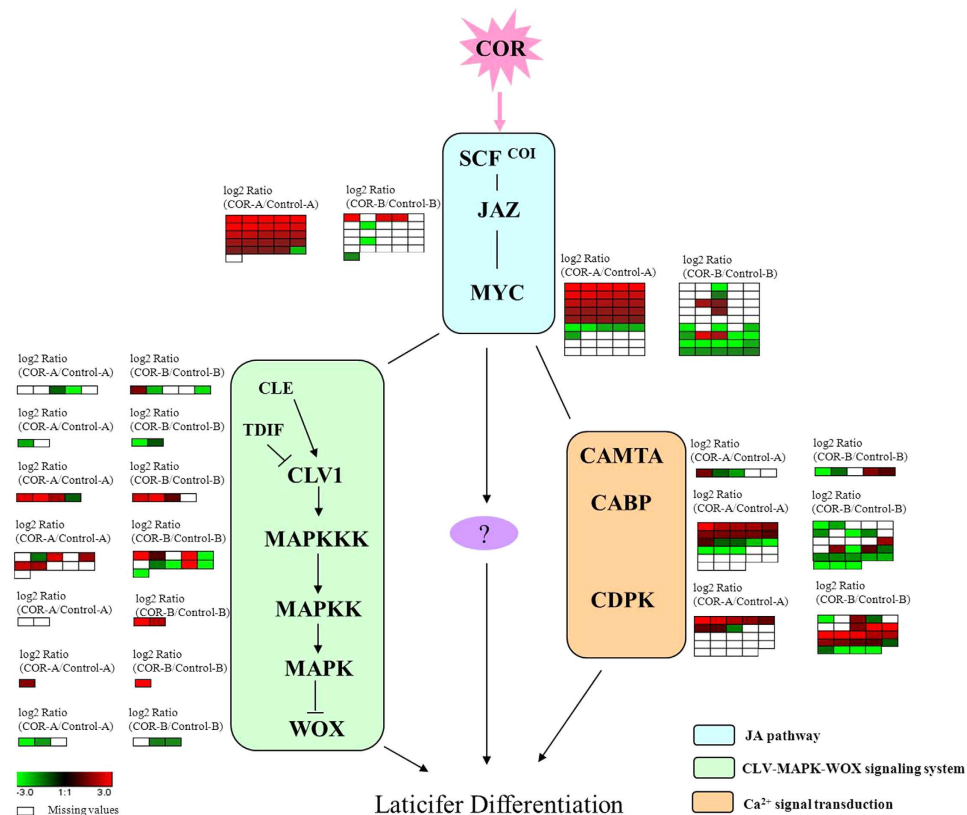 COR
SCF COI
JAZ
MYC
log2 Ratio
(COR-A/Control-A)
log2 Ratio
(COR-B/Control-B)
log2 Ratio
(COR-A/Control-A)
log2 Ratio
(COR-B/Control-B)
log2 Ratio
(COR-A/Control-A)
log2 Ratio
(COR-B/Control-B)
log2 Ratio
(COR-A/Control-A)
log2 Ratio
(COR-B/Control-B)
log2 Ratio
(COR-A/Control-A)
log2 Ratio
(COR-B/Control-B)
log2 Ratio
(COR-A/Control-A)
log2 Ratio
(COR-B/Control-B)
log2 Ratio
(COR-A/Control-A)
log2 Ratio
(COR-B/Control-B)
log2 Ratio
(COR-A/Control-A)
log2 Ratio
(COR-B/Control-B)
log2 Ratio
(COR-A/Control-A)
log2 Ratio
(COR-B/Control-B)
CLE
TDIF
CLV1
MAPKKK
MAPKK
MAPK
WOX
?
CAMTA
CABP
CDPK
log2 Ratio
(COR-A/Control-A)
log2 Ratio
(COR-B/Control-B)
log2 Ratio
(COR-A/Control-A)
log2 Ratio
(COR-B/Control-B)
log2 Ratio
(COR-A/Control-A)
log2 Ratio
(COR-B/Control-B)
-3.0 1:1 3.0
Missing values
Laticifer Differentiation
JA pathway
CLV-MAPK-WOX signaling system
Ca²⁺ signal transduction